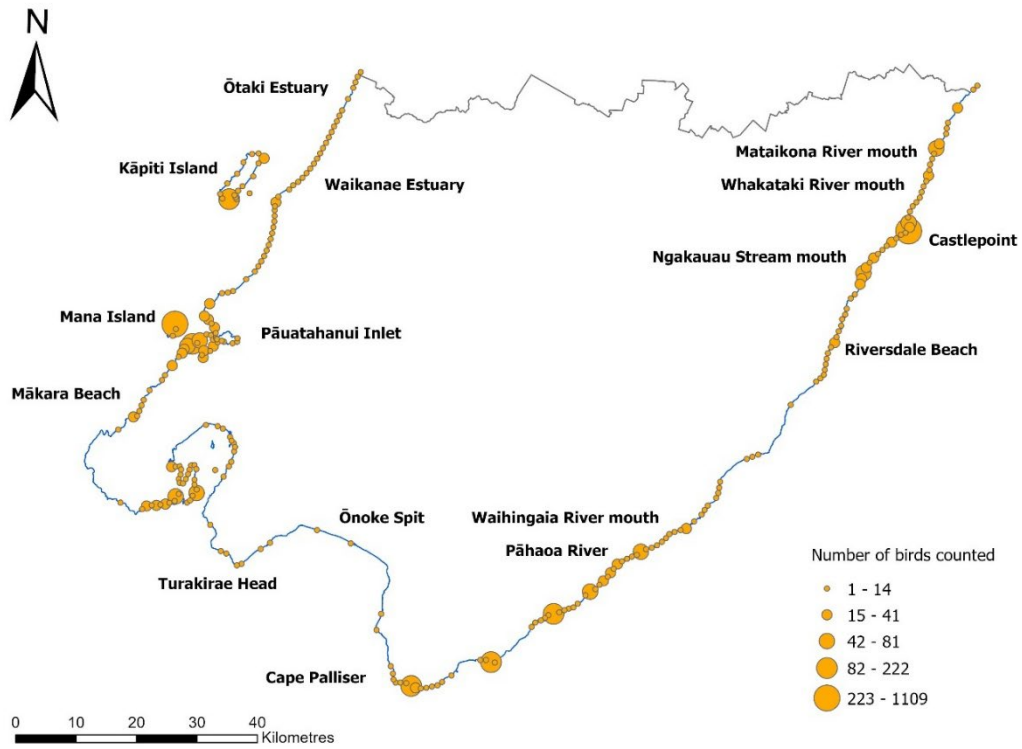 N
Ōtaki Estuary
Kāpiti Island
Waikanae Estuary
Mataikona River mouth
Whakataki River mouth
Castlepoint
Ngakauau Stream mouth
Mana Island
Pāuatahanui Inlet
Riversdale Beach
Mākara Beach
Ōnoke Spit
Waihingaia River mouth
Pāhaoa River
Turakirae Head
Cape Palliser
Number of birds counted
1 - 14
15 - 41
42 - 81
82 - 222
223 - 1109
0 10 20 30 40
Kilometres